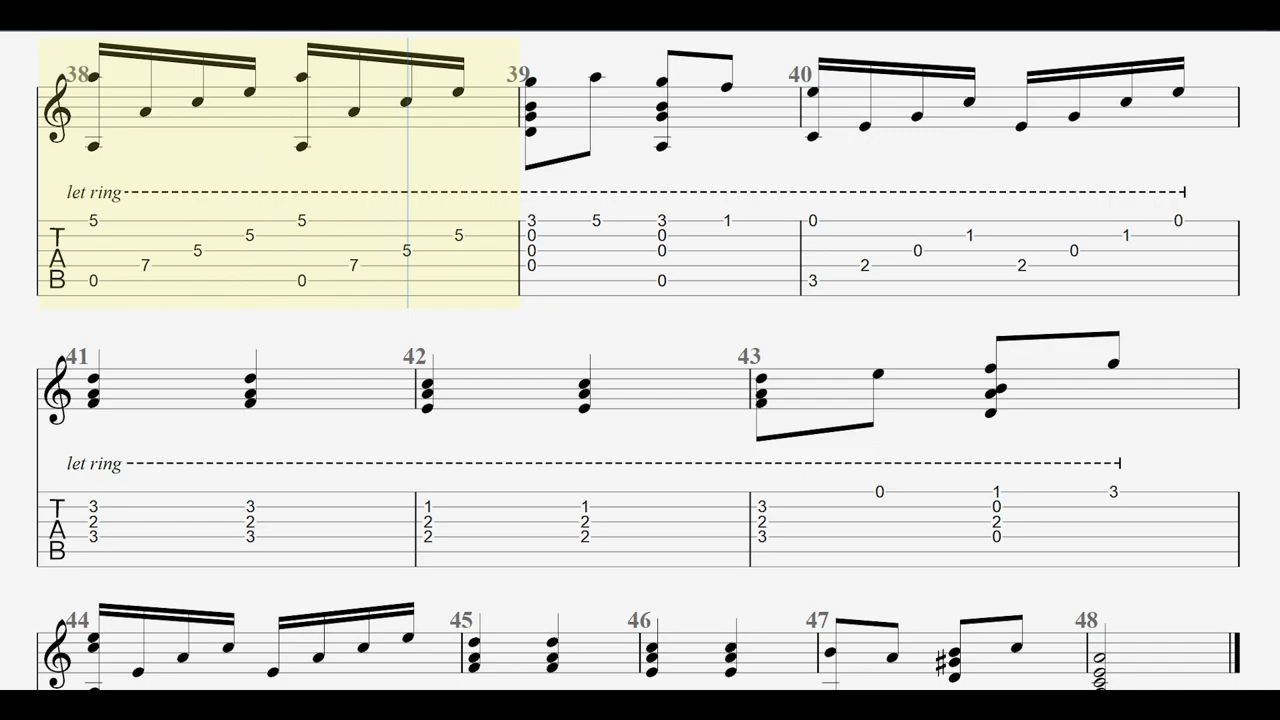 38 39 40
let ring
5 5 3 5 3 1 0 0
T 5 5 0 0 1 1
5 5 0 0 0 0
A 7 7 0 2 2
B 0 0 0 3
41 42 43
let ring
0 1 3
T 3 3 1 1 3 0
2 2 2 2 2 2
A 3 3 2 2 3 0
B
44 45 46 47 48